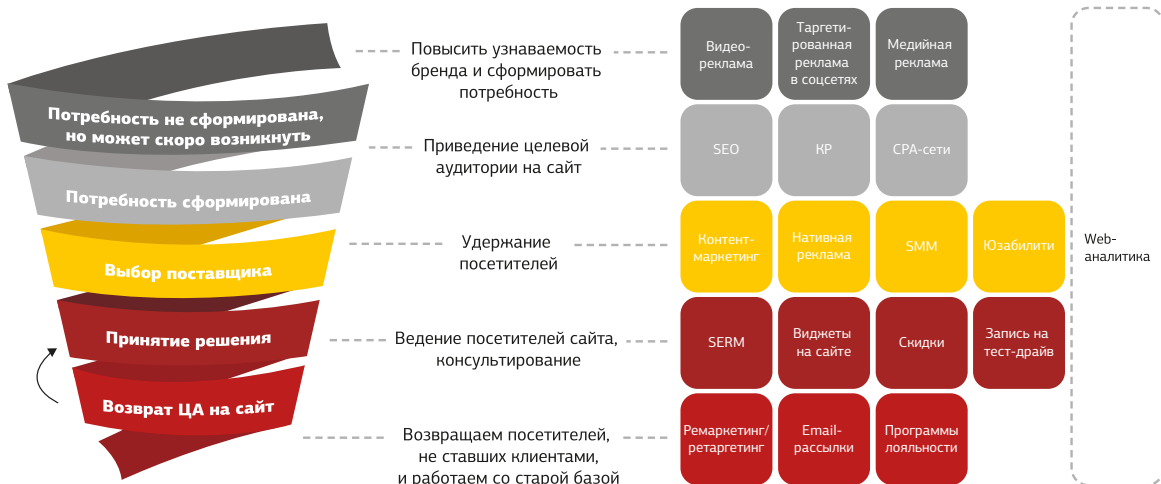 Потребность не сформирована,
но может скоро возникнуть
Потребность сформирована
Выбор поставщика
Принятие решения
Возврат ЦА на сайт
Повысить узнаваемость
бренда и сформировать
потребность
Приведение целевой
аудитории на сайт
Удержание
посетителей
Ведение посетителей сайта,
консультирование
Возвращаем посетителей,
не ставших клиентами,
и работаем со старой базой
Видео-
реклама
Таргети-
рованная
реклама
в соцсетях
Медийная
реклама
SEO
КР
CPA-сети
Контент-
маркетинг
Нативная
реклама
SMM
Юзабилити
SERM
Виджеты
на сайте
Скидки
Запись на
тест-драйв
Ремаркетинг/
ретаргетинг
Email-
рассылки
Программы
лояльности
Web-
аналитика